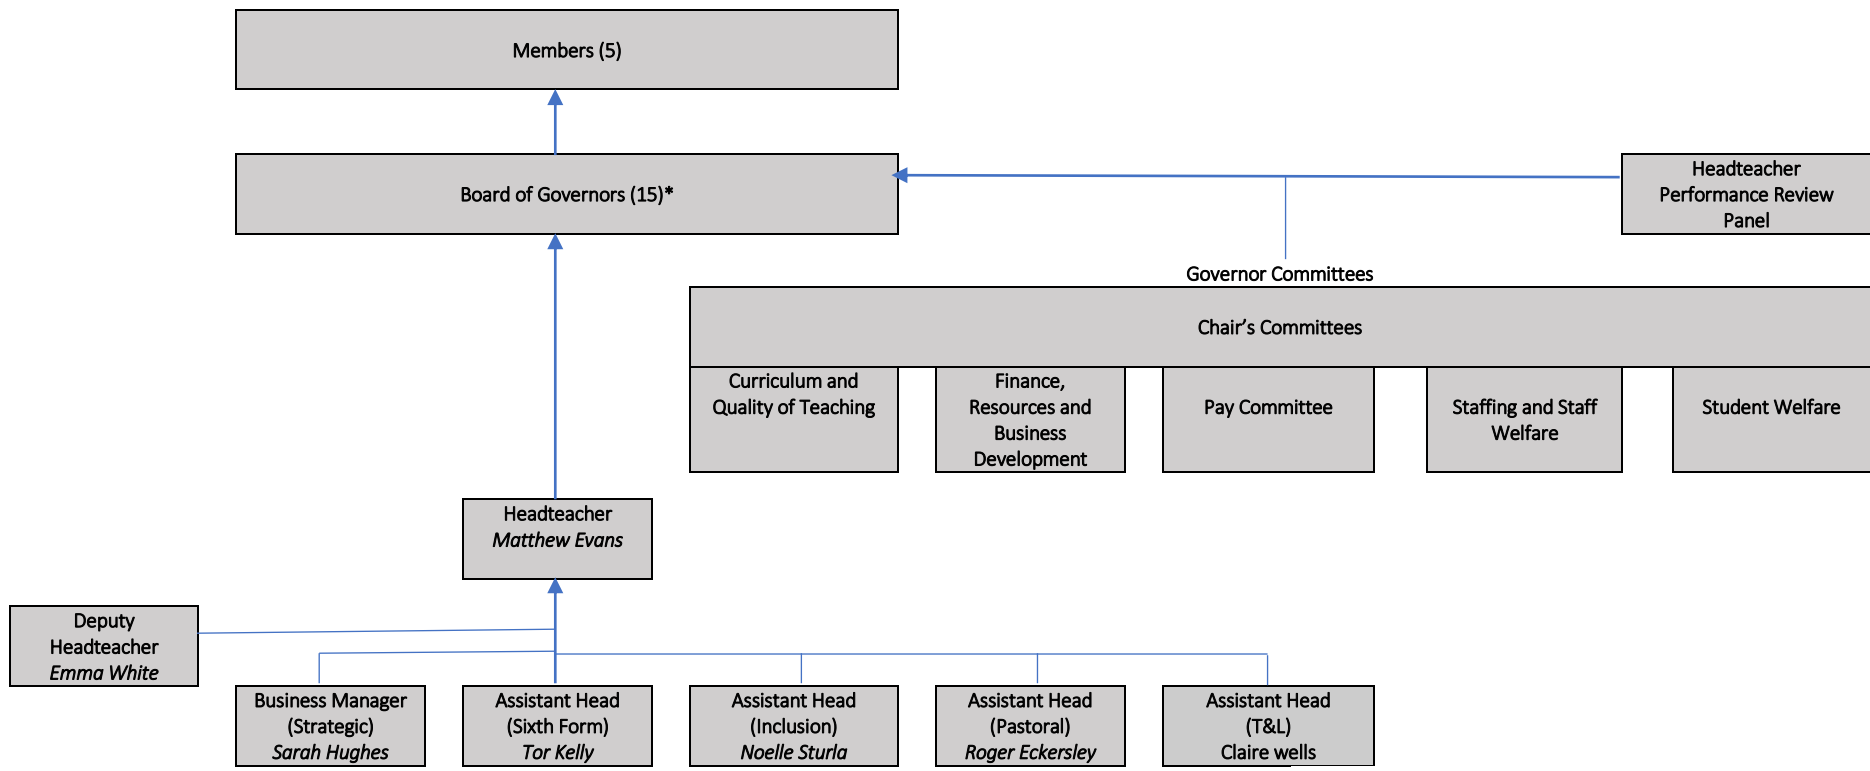 Members (5)
Board of Governors (15)*
Headteacher
Performance Review
Panel
Governor Committees
Chair’s Committees
Curriculum and
Quality of Teaching
Finance,
Resources and
Business
Development
Pay Committee
Staffing and Staff
Welfare
Student Welfare
Headteacher
Matthew Evans
Deputy
Headteacher
Emma White
Business Manager
(Strategic)
Sarah Hughes
Assistant Head
(Sixth Form)
Tor Kelly
Assistant Head
(Inclusion)
Noelle Sturla
Assistant Head
(Pastoral)
Roger Eckersley
Assistant Head
(T&L)
Claire wells